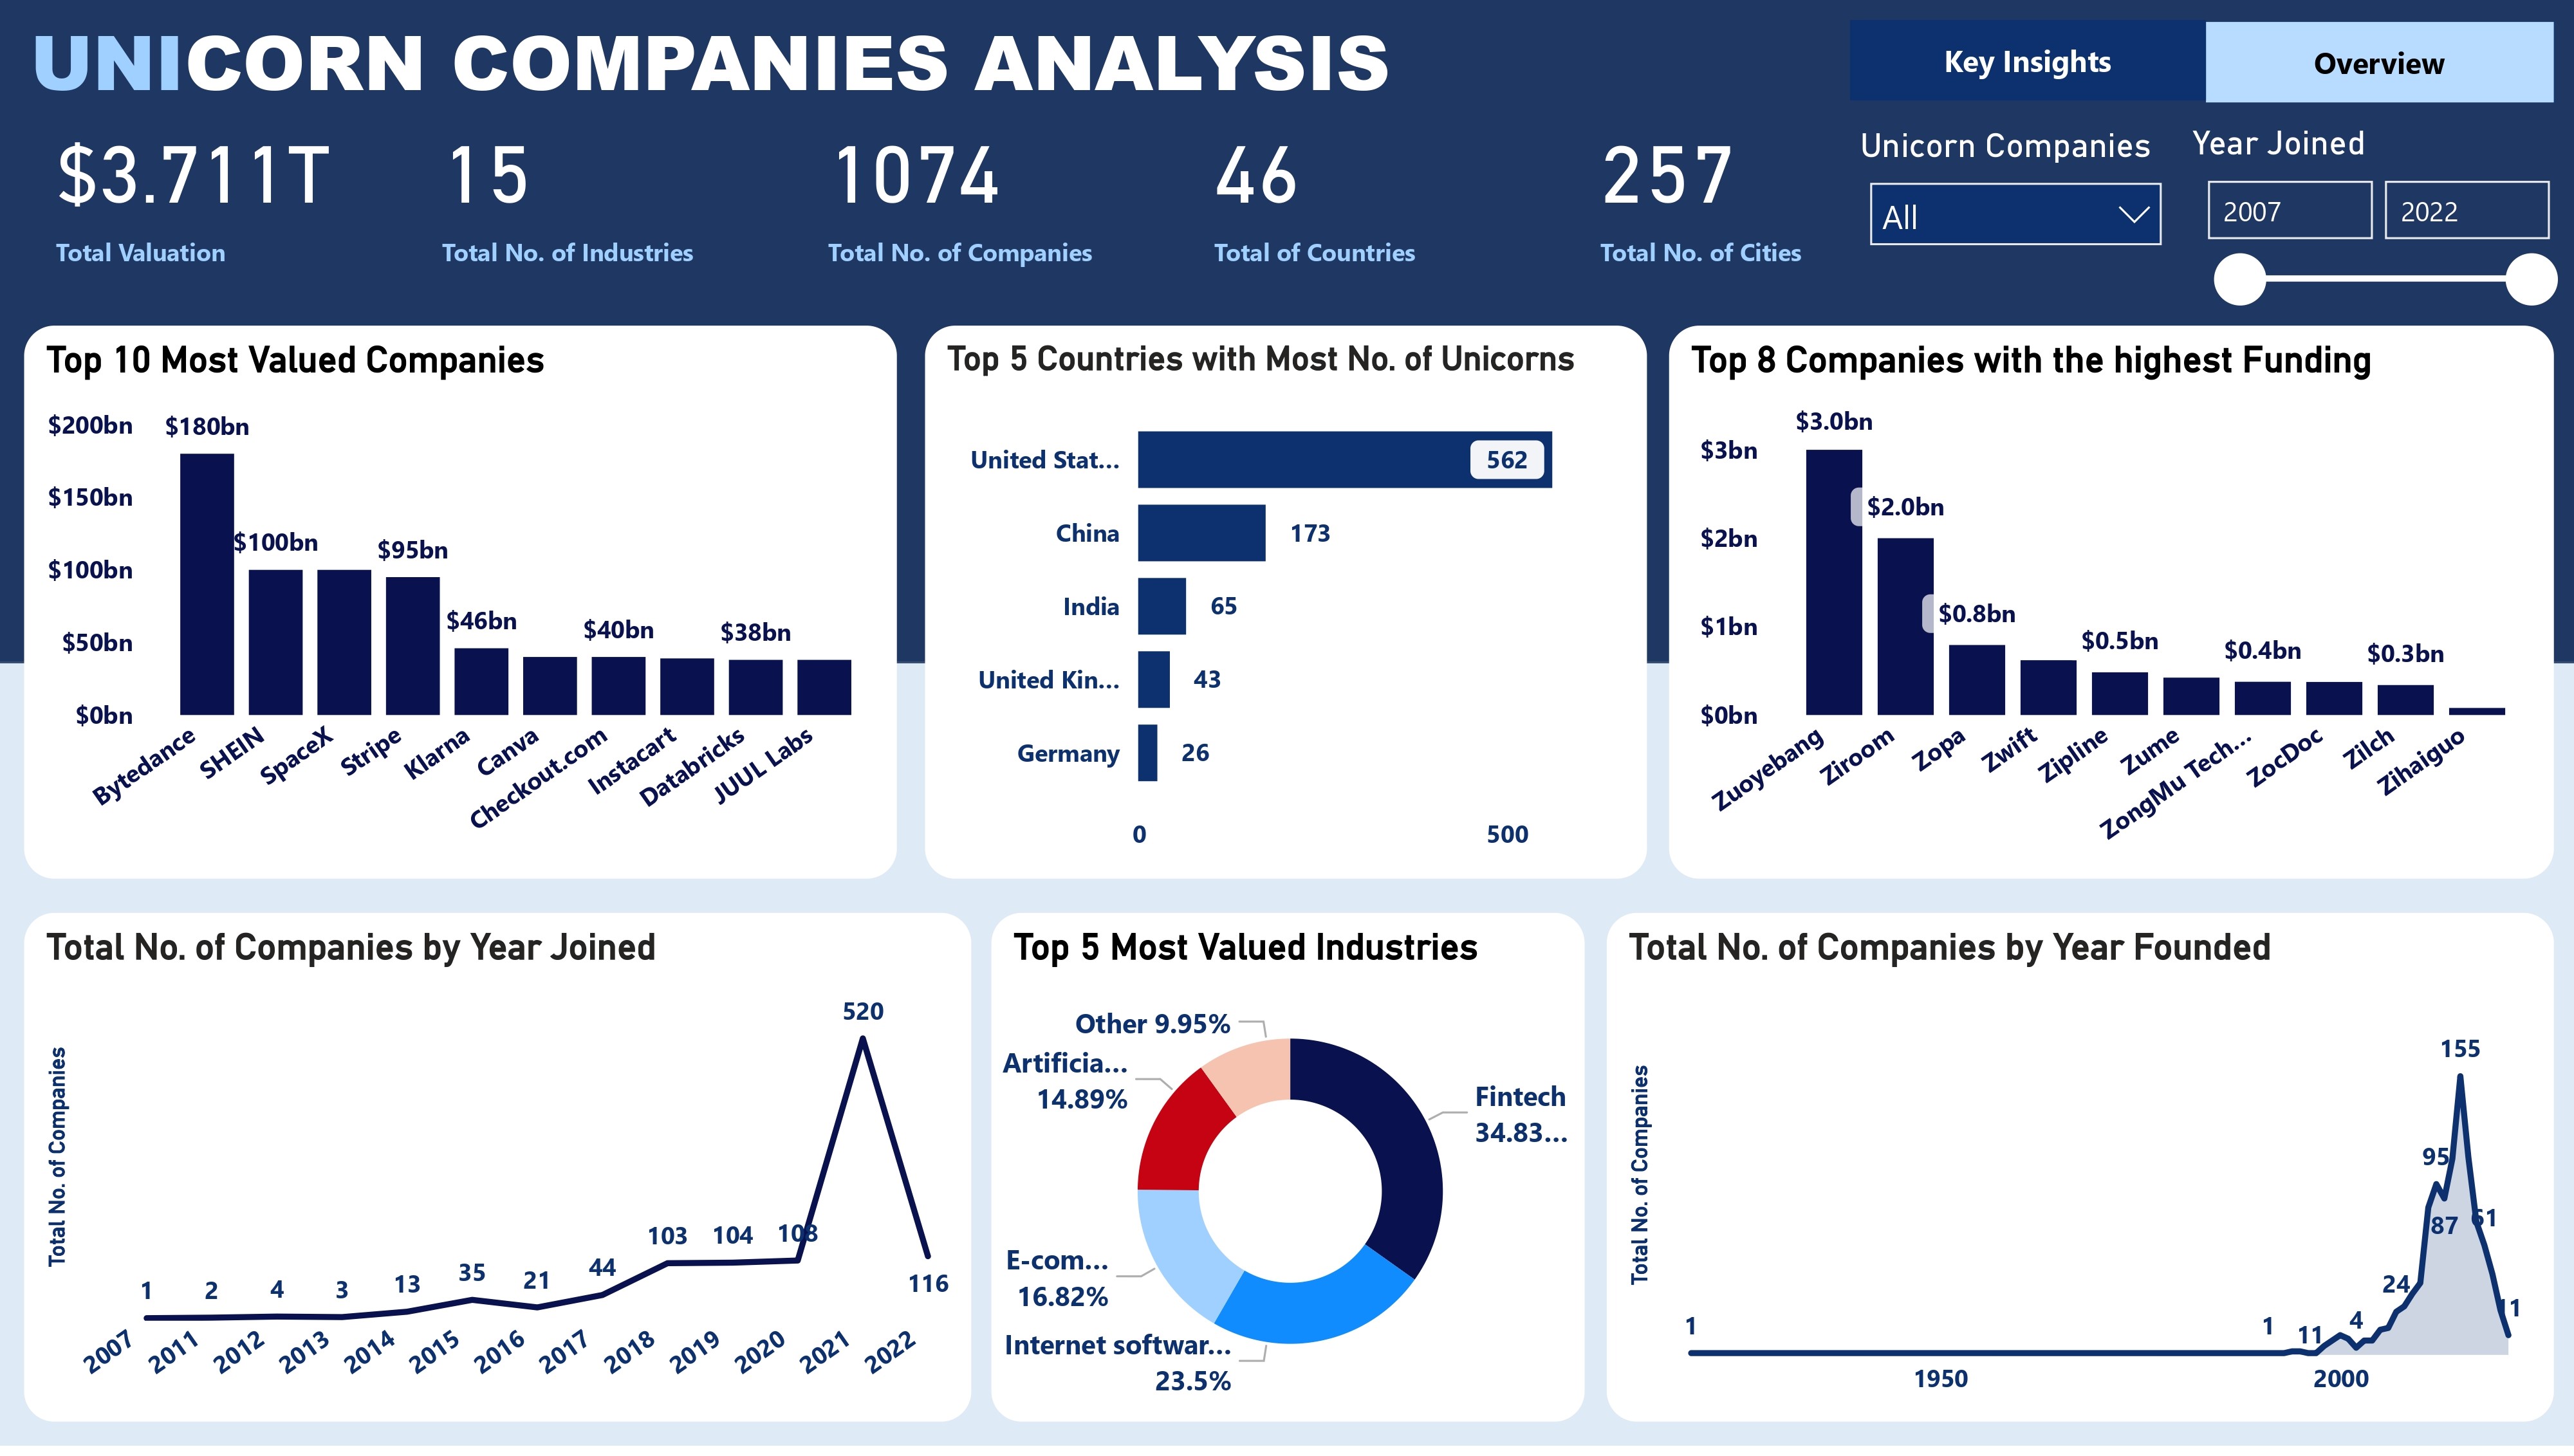 UNICORN COMPANIES ANALYSIS
Key Insights
Overview
$3.711T
Total Valuation
15
Total No. of Industries
1074
Total No. of Companies
46
Total of Countries
257
Total No. of Cities
Unicorn Companies
All
Year Joined
2007
2022
Top 10 Most Valued Companies
$200bn
$150bn
$100bn
$50bn
$0bn
$180bn
$100bn
$95bn
$46bn
$40bn
$38bn
Bytedance
SHEIN
SpaceX
Stripe
Klarna
Canva
Checkout.com
Instacart
Databricks
JUUL Labs
Top 5 Countries with Most No. of Unicorns
United Stat... 562
China 173
India 65
United Kin... 43
Germany 26
0 500
Top 8 Companies with the highest Funding
$3bn
$2bn
$1bn
$0bn
$3.0bn
$2.0bn
$0.8bn
$0.5bn
$0.4bn
$0.3bn
Zuoyebang
Ziroom
Zopa
Zwift
Zipline
Zume
ZongMu Tech...
ZocDoc
Zilch
Zihaiguo
Total No. of Companies by Year Joined
Total No. of Companies
1 2 4 3 13 35 21 44 103 104 108 520 116
2007 2011 2012 2013 2014 2015 2016 2017 2018 2019 2020 2021 2022
Top 5 Most Valued Industries
Other 9.95%
Artificia...
14.89%
Fintech
34.83...
E-com...
16.82%
Internet softwar...
23.5%
Total No. of Companies by Year Founded
Total No. of Companies
1 1 11 4 24 95 87 155 61 11
1950 2000